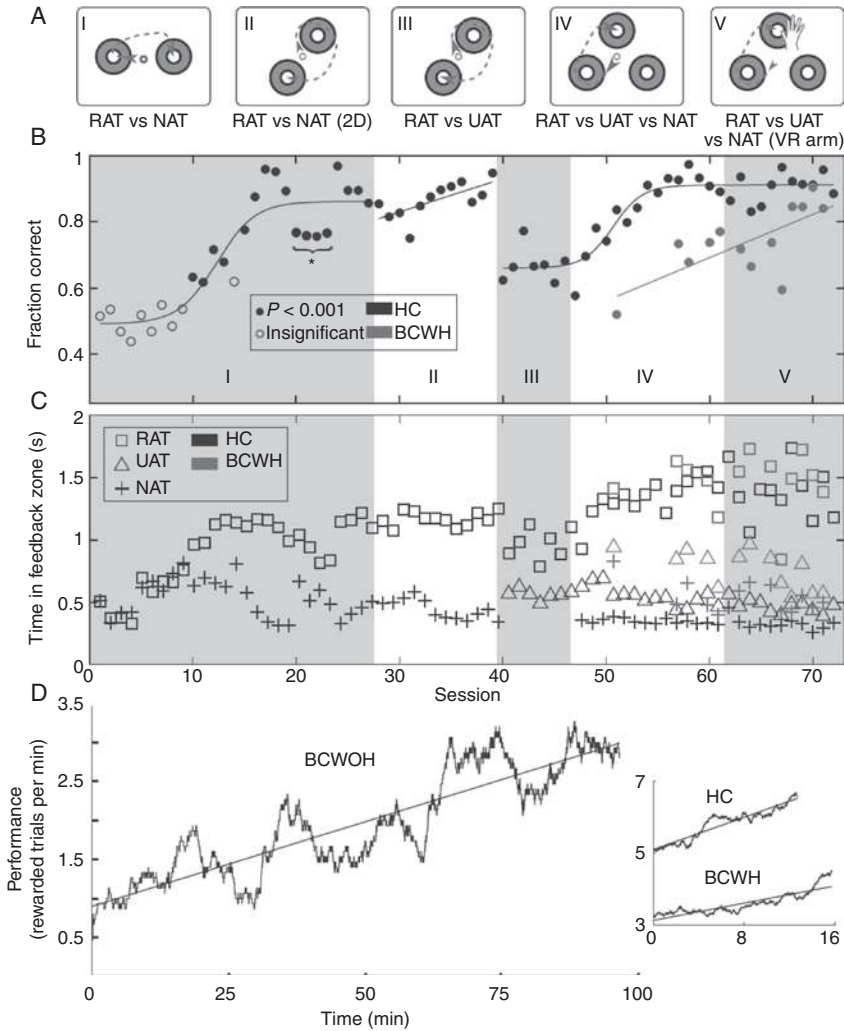 A
I
II
III
IV
V
RAT vs NAT
RAT vs NAT (2D)
RAT vs UAT
RAT vs UAT vs NAT
RAT vs UAT
vs NAT (VR arm)
B
Fraction correct
1
0.8
0.6
0.4
*
P < 0.001
HC
Insignificant
BCWH
I
II
III
IV
V
C
Time in feedback zone (s)
2
1.5
1
0.5
0
RAT
HC
UAT
BCWH
NAT
0
10
20
30
40
50
60
70
Session
D
Performance
(rewarded trials per min)
3.5
2.5
1.5
0.5
BCWOH
0
25
50
75
100
Time (min)
7
5
3
HC
BCWH
0
8
16